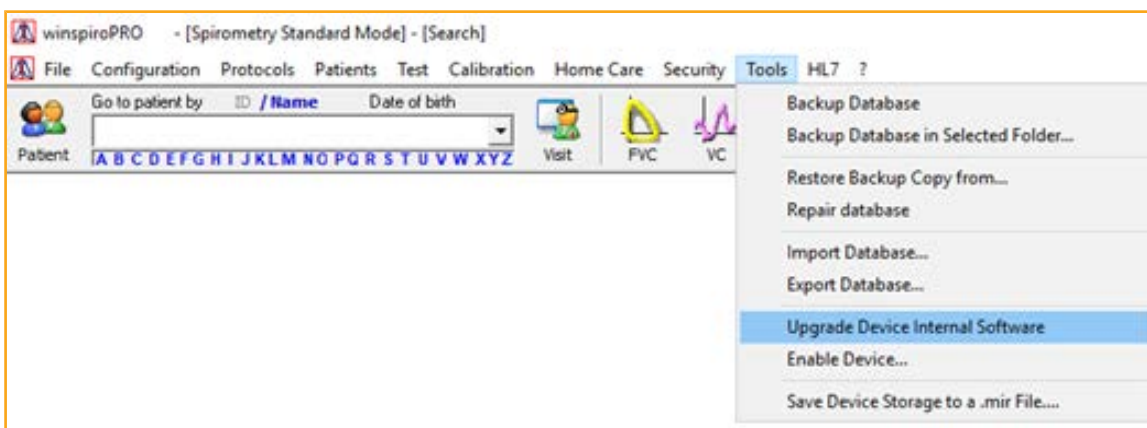 winspiroPRO - [Spirometry Standard Mode] - [Search]
File Configuration Protocols Patients Test Calibration Home Care Security Tools HL7 ?
Go to patient by ID / Name Date of birth
Patient
A B C D E F G H I J K L M N O P Q R S T U V W X Y Z
Visit
FVC
VC
Backup Database
Backup Database in Selected Folder...
Restore Backup Copy from...
Repair database
Import Database...
Export Database...
Upgrade Device Internal Software
Enable Device...
Save Device Storage to a .mir File....